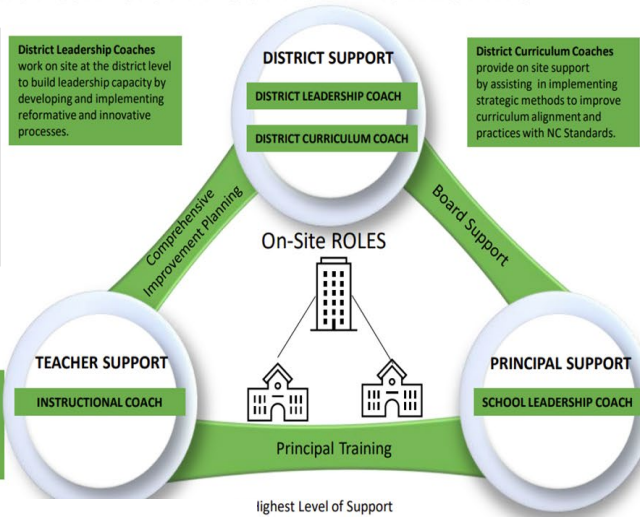 District Leadership Coaches
work on site at the district level
to build leadership capacity by
developing and implementing
reformative and innovative
processes.
DISTRICT SUPPORT
DISTRICT LEADERSHIP COACH
DISTRICT CURRICULUM COACH
District Curriculum Coaches
provide on site support
by assisting in implementing
strategic methods to improve
curriculum alignment and
practices with NC Standards.
Comprehensive
Improvement Planning
Board Support
On-Site ROLES
TEACHER SUPPORT
INSTRUCTIONAL COACH
PRINCIPAL SUPPORT
SCHOOL LEADERSHIP COACH
Principal Training
ighest Level of Support